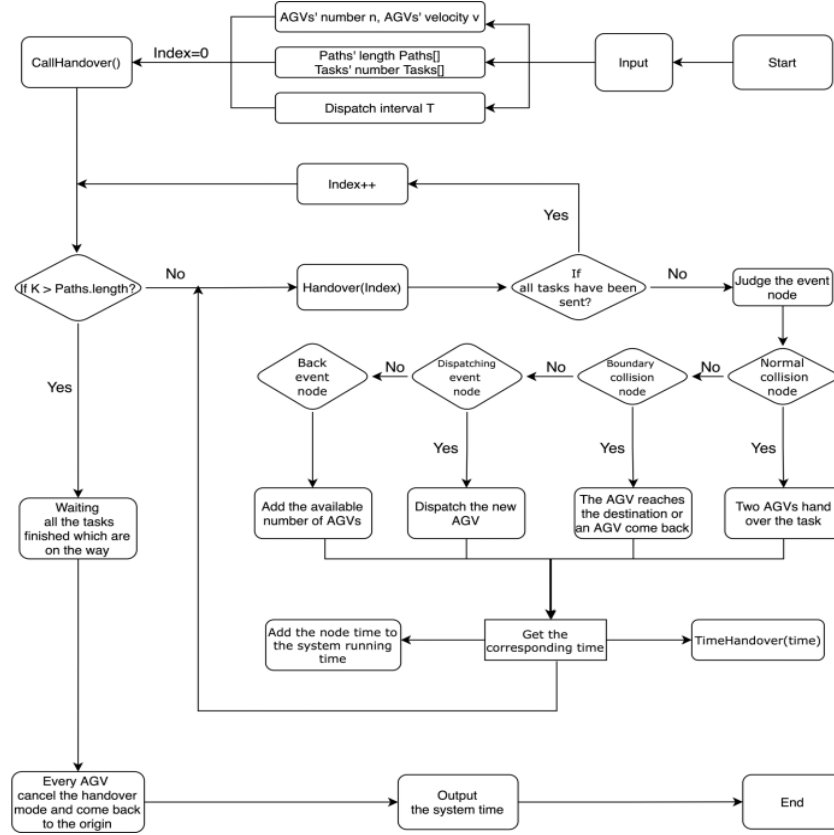 AGVs' number n, AGVs' velocity v
CallHandover()
Index=0
Paths' length Paths[]
Tasks' number Tasks[]
Input
Start
Dispatch interval T
Index++
Yes
If K > Paths.length?
No
Handover(Index)
If
all tasks have been
sent?
No
Judge the event
node
Back
event
node
No
Dispatching
event
node
No
Boundary
collision
node
No
Normal
collision
node
Yes
Yes
Yes
Yes
Waiting
all the tasks
finished which are
on the way
Add the available
number of AGVs
Dispatch the new
AGV
The AGV reaches
the destination or
an AGV come back
Two AGVs hand
over the task
Add the node time to
the system running
time
Get the
corresponding time
TimeHandover(time)
Every AGV
cancel the handover
mode and come back
to the origin
Output
the system time
End